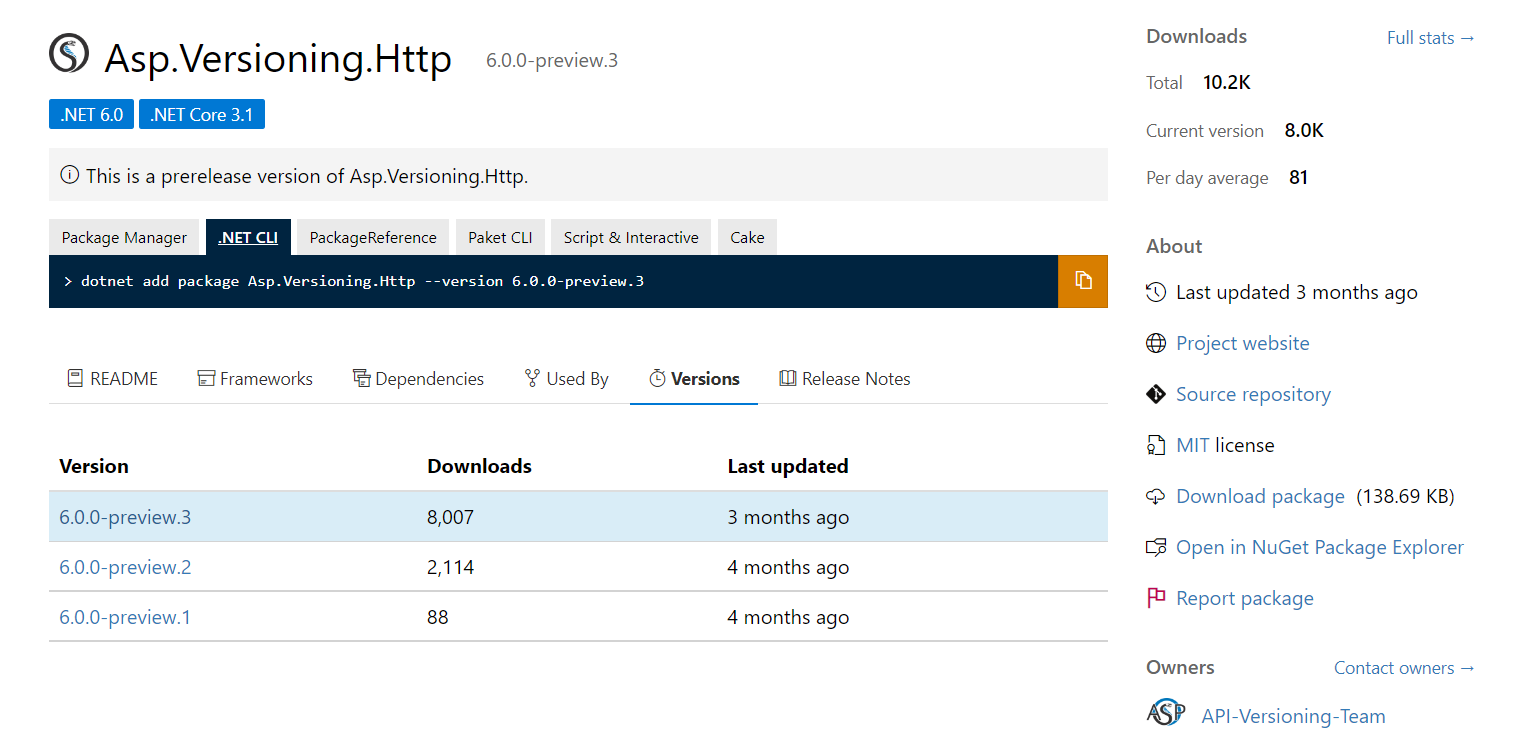 Asp.Versioning.Http 6.0.0-preview.3
.NET 6.0 .NET Core 3.1
This is a prerelease version of Asp.Versioning.Http.
Package Manager .NET CLI PackageReference Paket CLI Script & Interactive Cake
> dotnet add package Asp.Versioning.Http --version 6.0.0-preview.3
README Frameworks Dependencies Used By Versions Release Notes
Version Downloads Last updated
6.0.0-preview.3 8,007 3 months ago
6.0.0-preview.2 2,114 4 months ago
6.0.0-preview.1 88 4 months ago
Downloads Full stats →
Total 10.2K
Current version 8.0K
Per day average 81
About
Last updated 3 months ago
Project website
Source repository
MIT license
Download package (138.69 KB)
Open in NuGet Package Explorer
Report package
Owners Contact owners →
ASP API-Versioning-Team